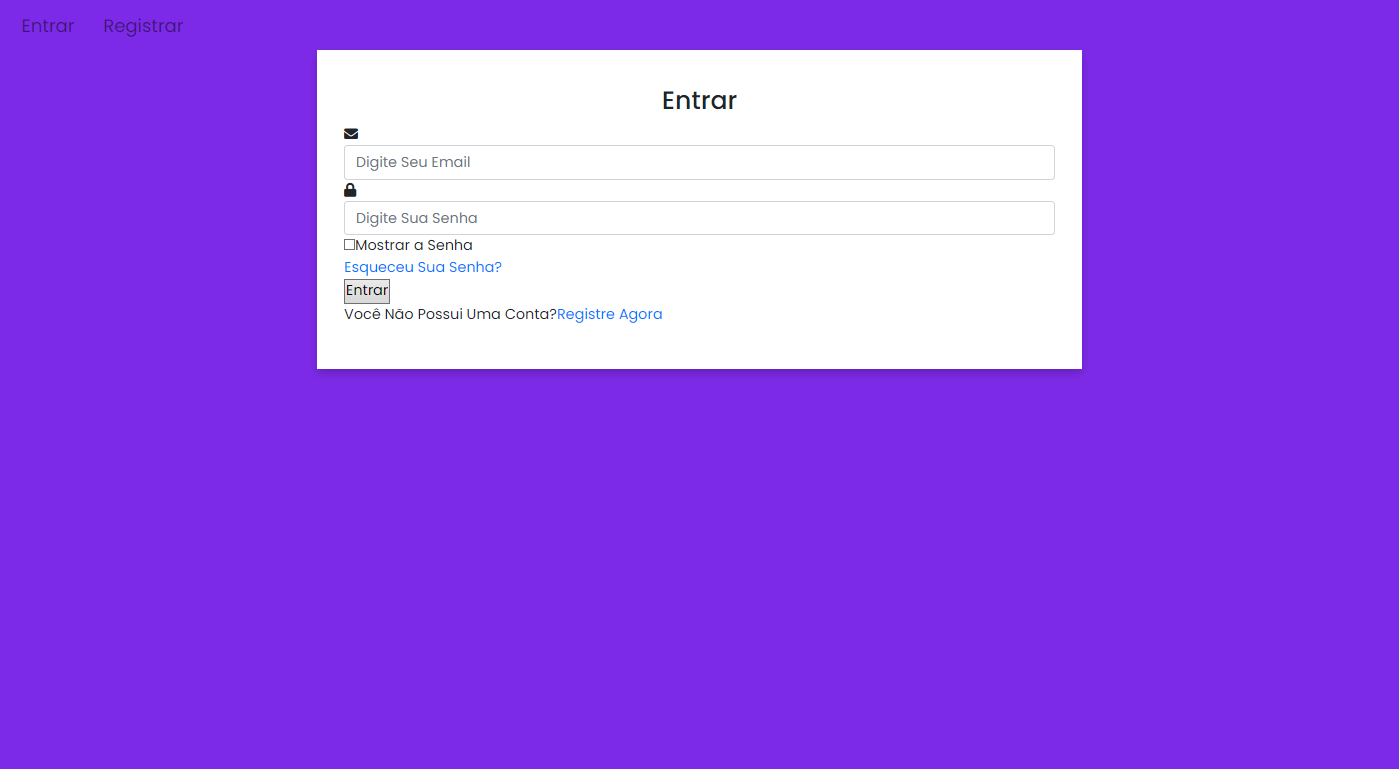 Entrar Registrar
Entrar
Digite Seu Email
Digite Sua Senha
Mostrar a Senha
Esqueceu Sua Senha?
Entrar
Você Não Possui Uma Conta?Registre Agora